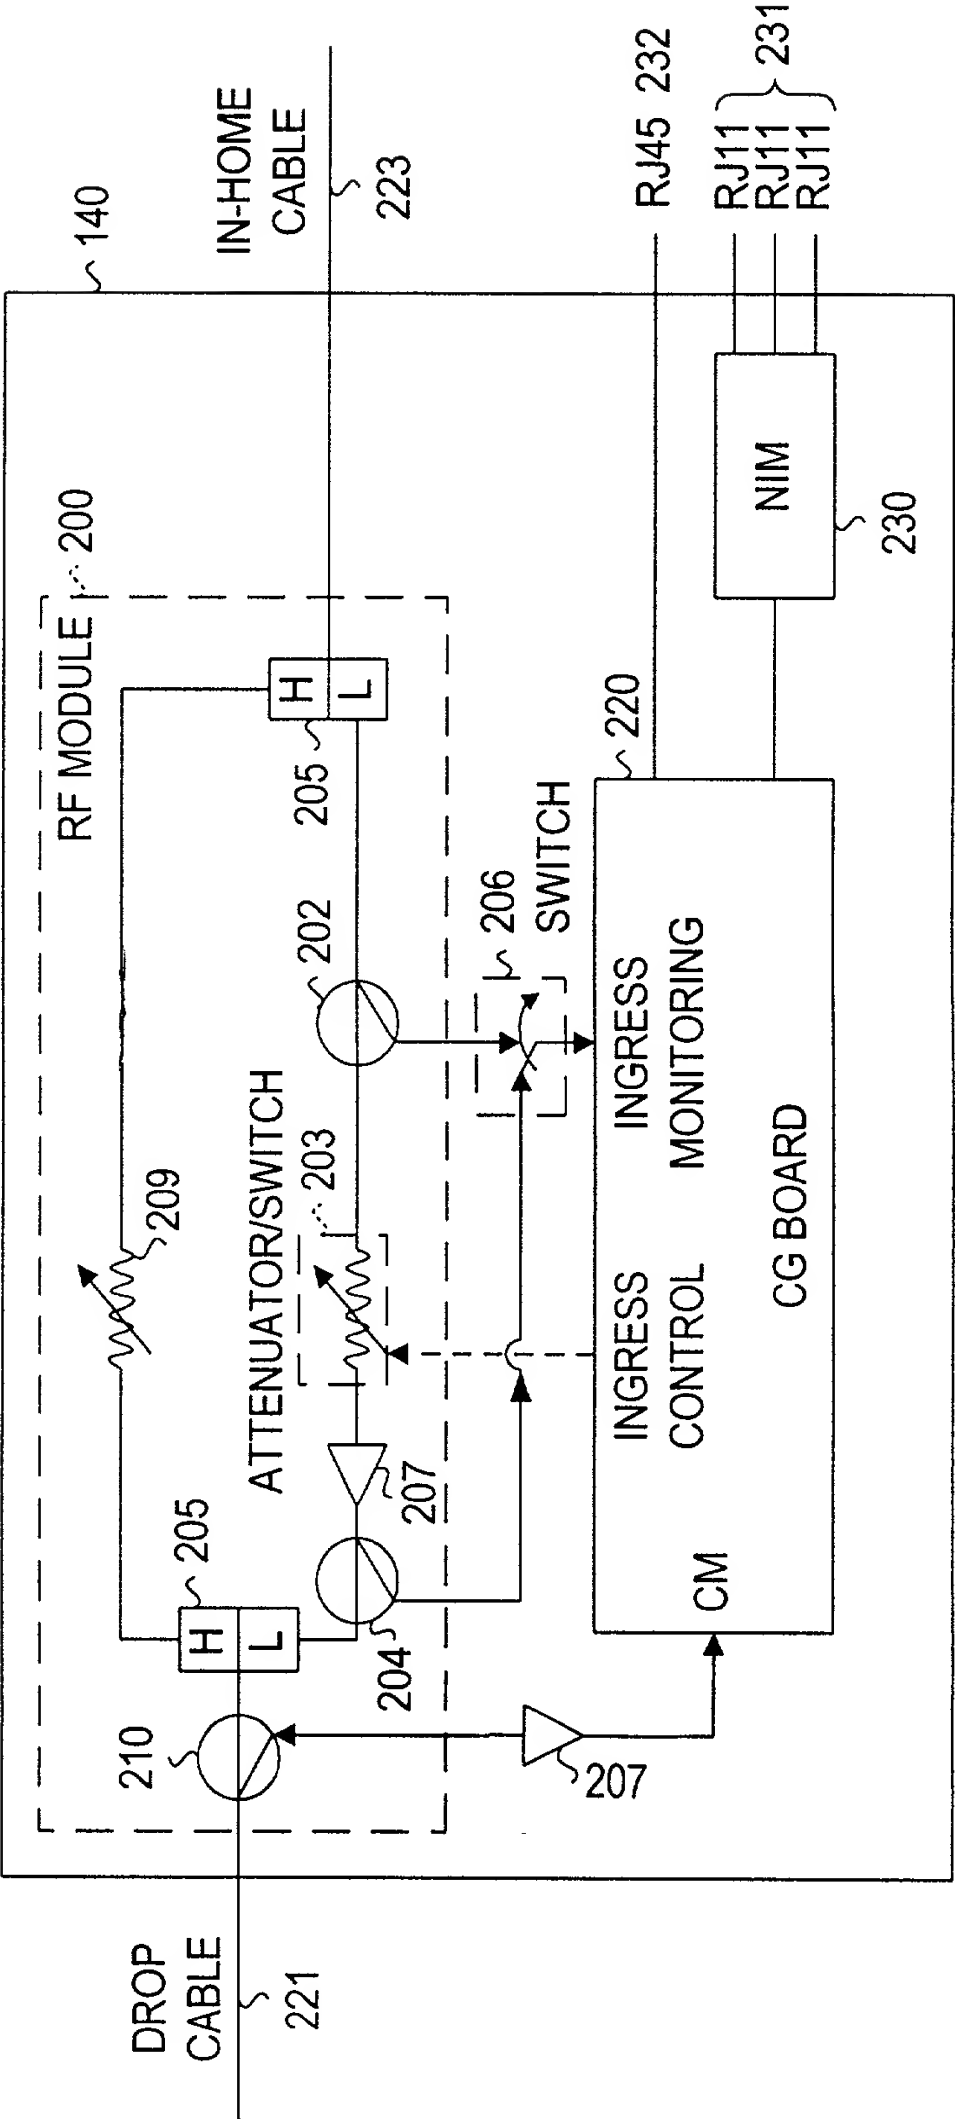 140
RF MODULE
200
209
DROP
CABLE
221
210
205
H
L
204
207
ATTENUATOR/SWITCH
203
202
205
H
L
IN-HOME
CABLE
223
206
SWITCH
207
220
CM
INGRESS
CONTROL
INGRESS
MONITORING
CG BOARD
NIM
230
RJ45 232
RJ11
RJ11
RJ11
231